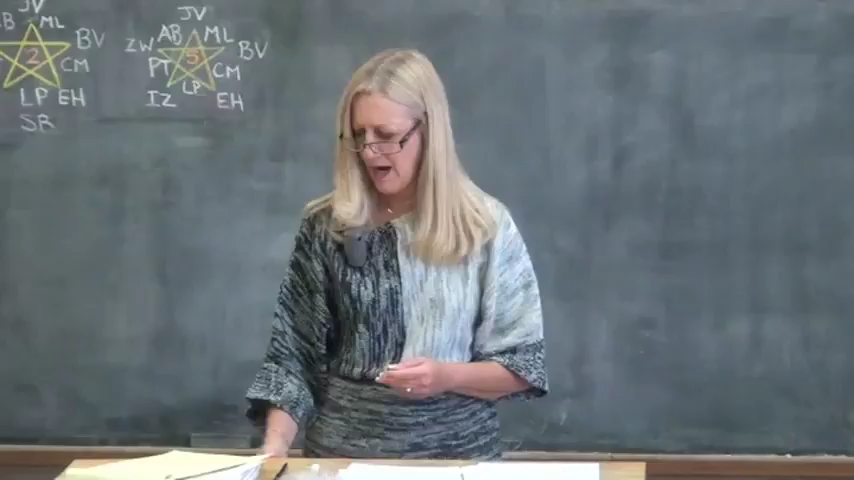 JV
B ML
2 BV
CM
LP EH
SR
JV
ZW AB ML
5 BV
PT CM
LP
IZ EH